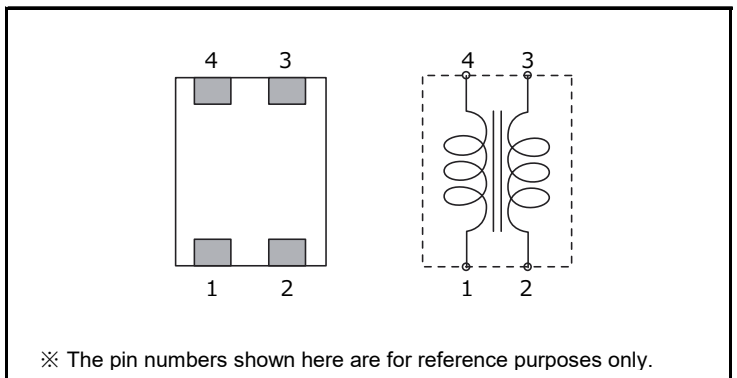 4 3 4 3
1 2 1 2
※ The pin numbers shown here are for reference purposes only.